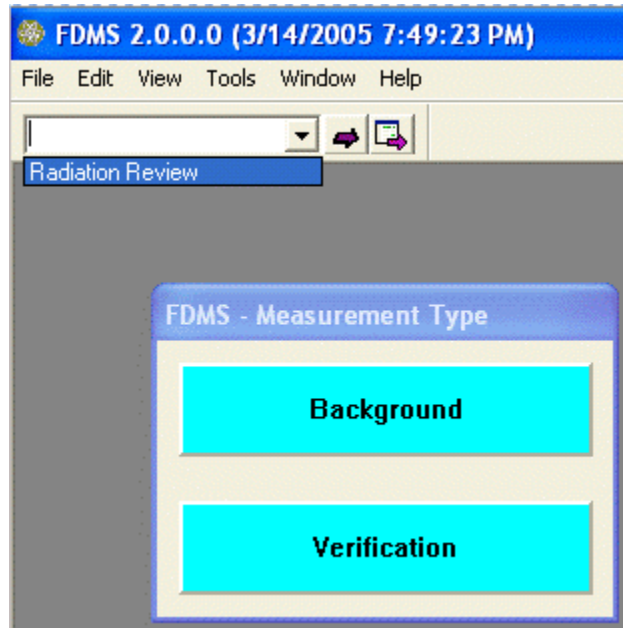 FDMS 2.0.0.0 (3/14/2005 7:49:23 PM)
File Edit View Tools Window Help
Radiation Review
FDMS - Measurement Type
Background
Verification